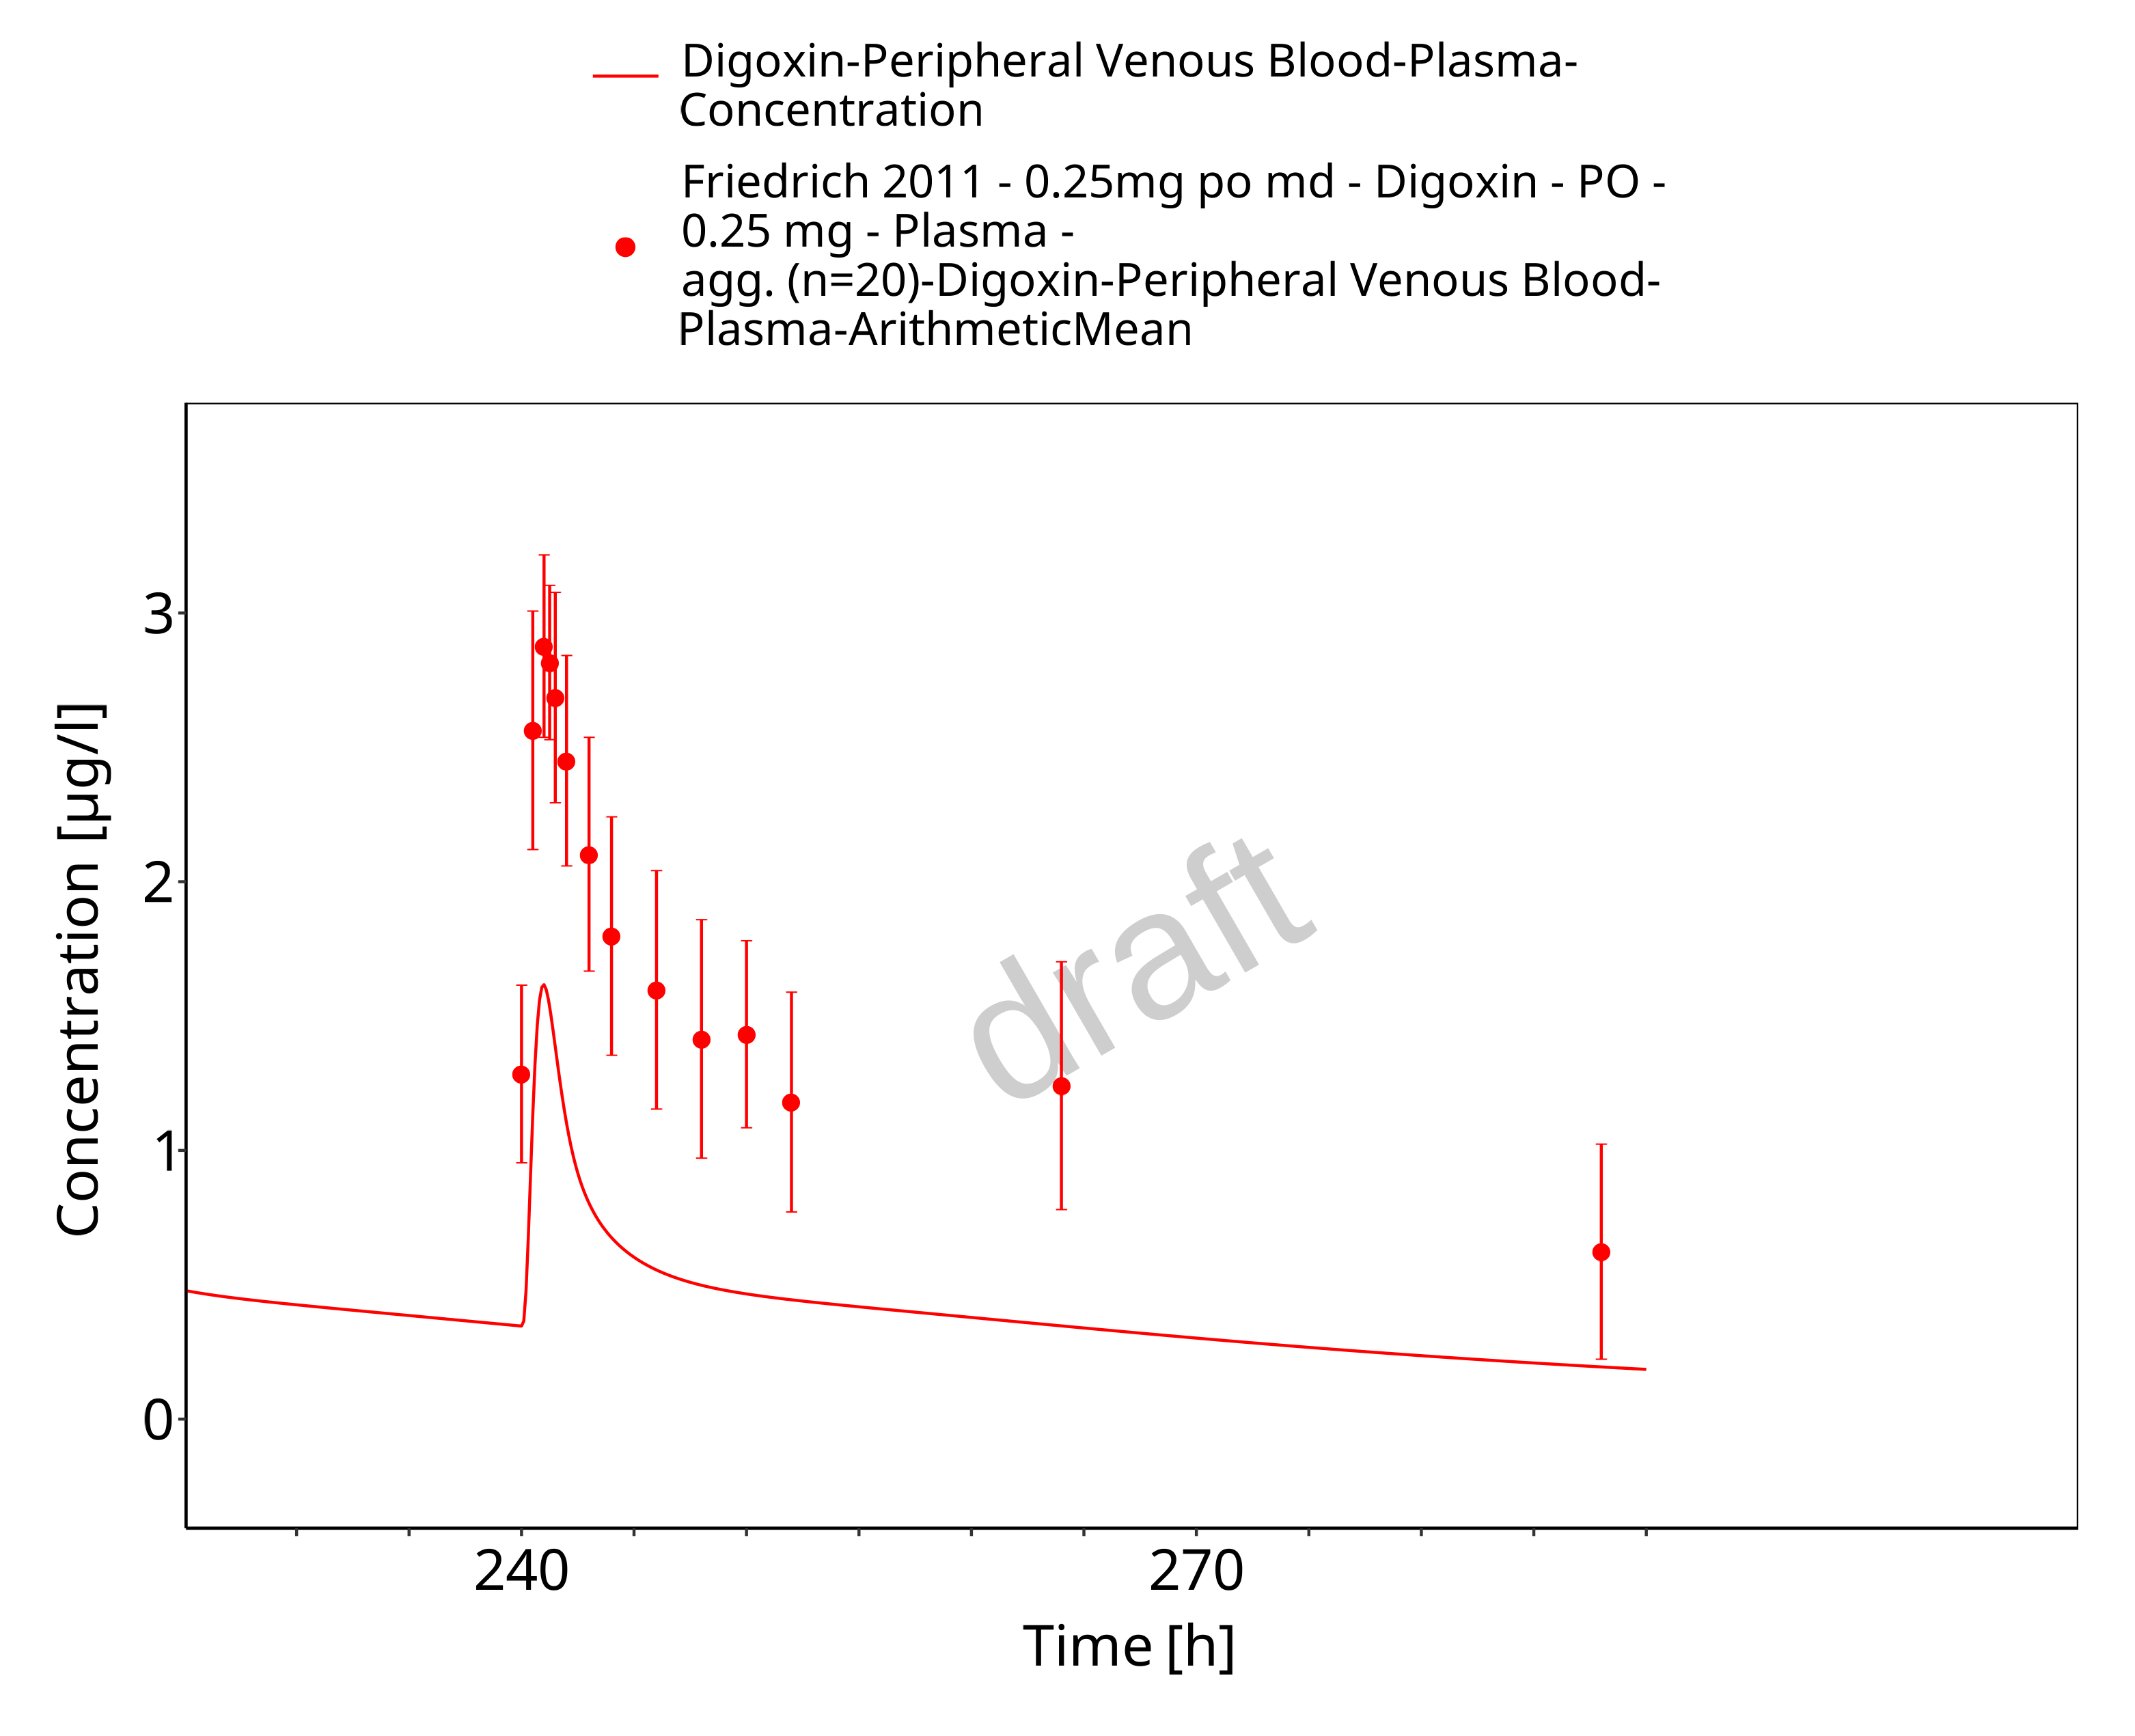 Digoxin-Peripheral Venous Blood-Plasma-
Concentration
Friedrich 2011 - 0.25mg po md - Digoxin - PO -
0.25 mg - Plasma -
agg. (n=20)-Digoxin-Peripheral Venous Blood-
Plasma-ArithmeticMean
Concentration [µg/l]
3
2
1
0
draft
240
270
Time [h]